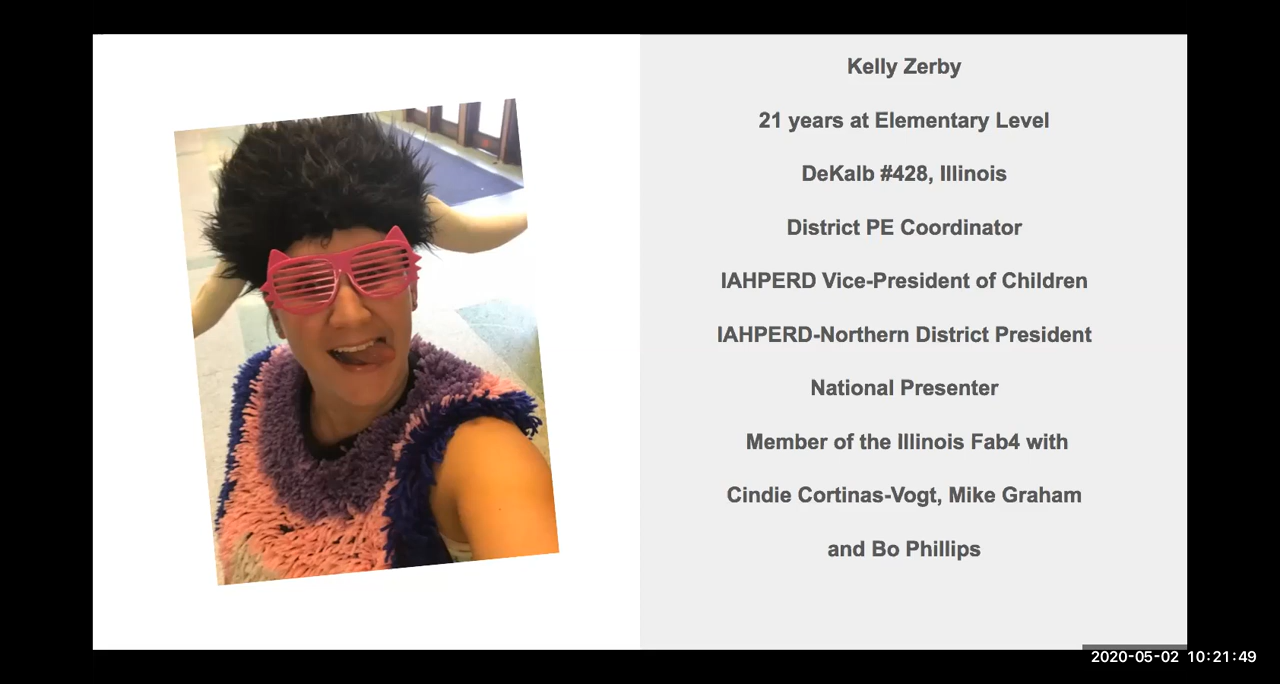 Kelly Zerby
21 years at Elementary Level
DeKalb #428, Illinois
District PE Coordinator
IAHPERD Vice-President of Children
IAHPERD-Northern District President
National Presenter
Member of the Illinois Fab4 with
Cindie Cortinas-Vogt, Mike Graham
and Bo Phillips
2020-05-02 10:21:49